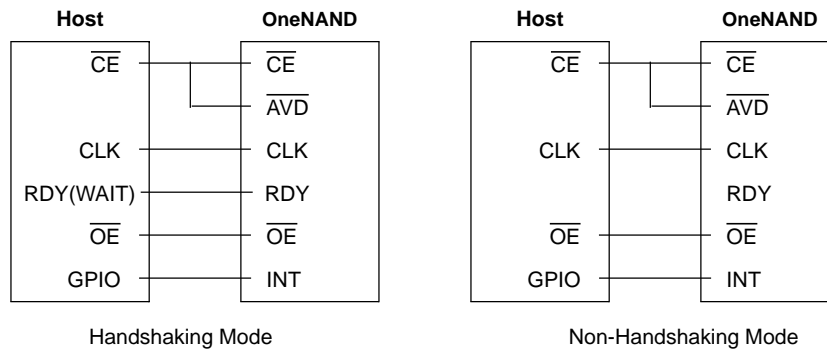 Host OneNAND
CE CE
AVD
CLK CLK
RDY(WAIT) RDY
OE OE
GPIO INT
Handshaking Mode
Host OneNAND
CE CE
AVD
CLK CLK
RDY
OE OE
GPIO INT
Non-Handshaking Mode